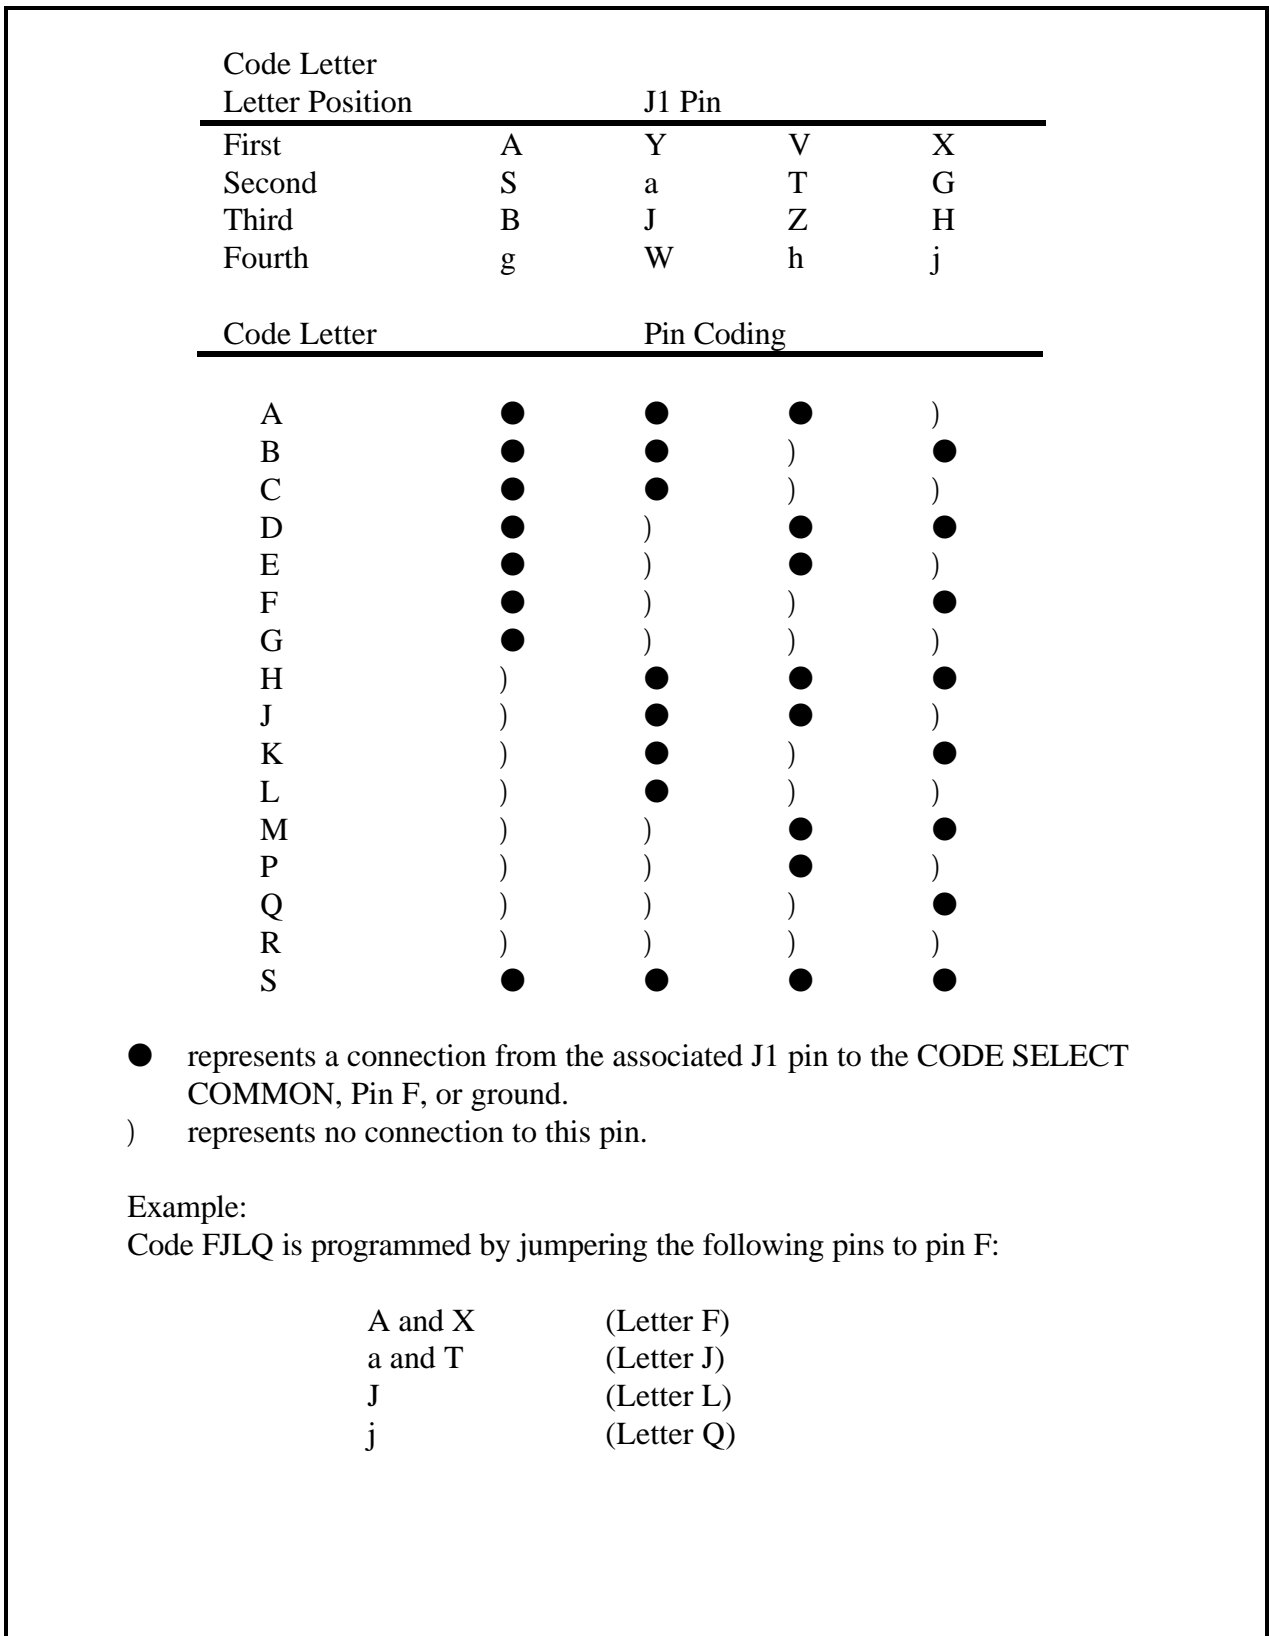 Code Letter
Letter Position J1 Pin
First A Y V X
Second S a T G
Third B J Z H
Fourth g W h j
Code Letter Pin Coding
A ● ● ● )
B ● ● ) ●
C ● ● ) )
D ● ) ● ●
E ● ) ● )
F ● ) ) ●
G ● ) ) )
H ) ● ● ●
J ) ● ● )
K ) ● ) ●
L ) ● ) )
M ) ) ● ●
P ) ) ● )
Q ) ) ) ●
R ) ) ) )
S ● ● ● ●
● represents a connection from the associated J1 pin to the CODE SELECT
COMMON, Pin F, or ground.
) represents no connection to this pin.
Example:
Code FJLQ is programmed by jumpering the following pins to pin F:
A and X (Letter F)
a and T (Letter J)
J (Letter L)
j (Letter Q)